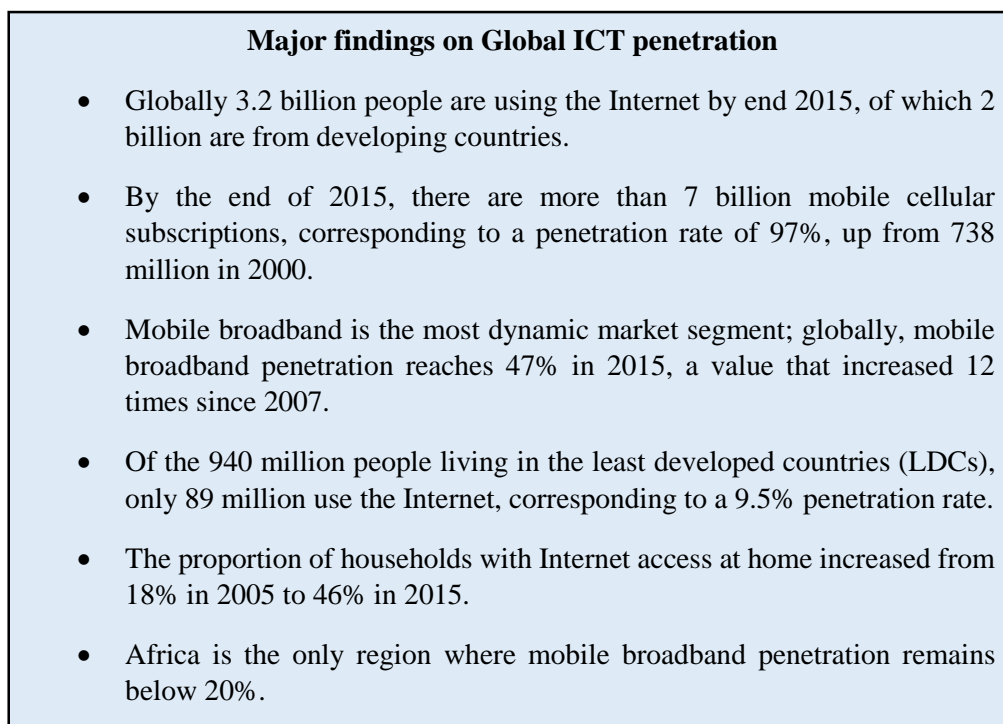 Major findings on Global ICT penetration
• Globally 3.2 billion people are using the Internet by end 2015, of which 2
billion are from developing countries.
• By the end of 2015, there are more than 7 billion mobile cellular
subscriptions, corresponding to a penetration rate of 97%, up from 738
million in 2000.
• Mobile broadband is the most dynamic market segment; globally, mobile
broadband penetration reaches 47% in 2015, a value that increased 12
times since 2007.
• Of the 940 million people living in the least developed countries (LDCs),
only 89 million use the Internet, corresponding to a 9.5% penetration rate.
• The proportion of households with Internet access at home increased from
18% in 2005 to 46% in 2015.
• Africa is the only region where mobile broadband penetration remains
below 20%.